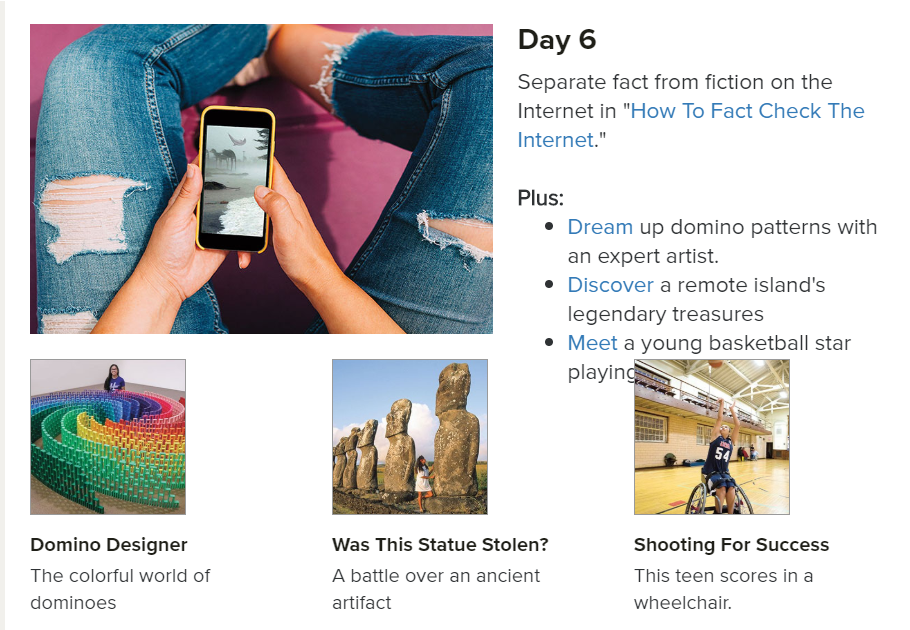 Day 6
Separate fact from fiction on the
Internet in "How To Fact Check The
Internet."
Plus:
Dream up domino patterns with
an expert artist.
Discover a remote island's
legendary treasures
Meet a young basketball star
playing
54
Domino Designer
The colorful world of
dominoes
Was This Statue Stolen?
A battle over an ancient
artifact
Shooting For Success
This teen scores in a
wheelchair.